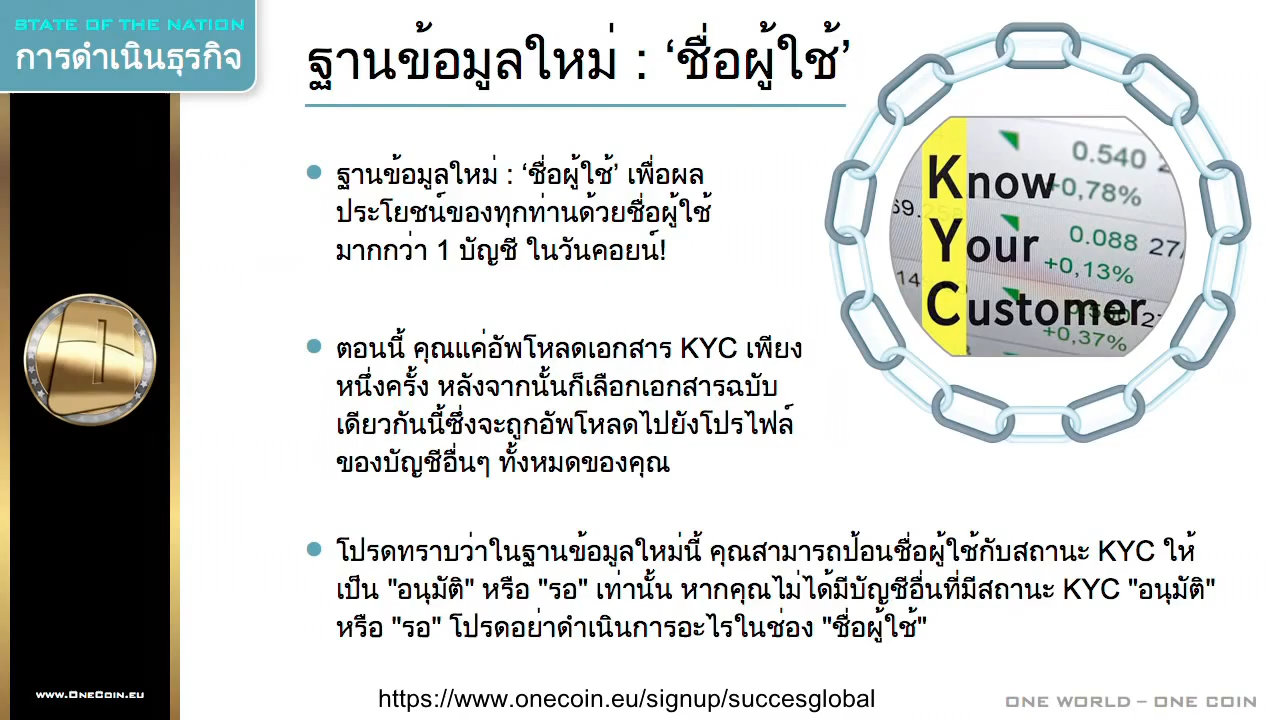 STATE OF THE NATION
การดำเนินธุรกิจ
ฐานข้อมูลใหม่ : ‘ชื่อผู้ใช้’
ฐานข้อมูลใหม่ : ‘ชื่อผู้ใช้’ เพื่อผล
ประโยชน์ของทุกท่านด้วยชื่อผู้ใช้
มากกว่า 1 บัญชี ในวันคอยน์!
ตอนนี้ คุณแค่อัพโหลดเอกสาร KYC เพียง
หนึ่งครั้ง หลังจากนั้นก็เลือกเอกสารฉบับ
เดียวกันนี้ซึ่งจะถูกอัพโหลดไปยังโปรไฟล์
ของบัญชีอื่นๆ ทั้งหมดของคุณ
โปรดทราบว่าในฐานข้อมูลใหม่นี้ คุณสามารถป้อนชื่อผู้ใช้กับสถานะ KYC ให้
เป็น "อนุมัติ" หรือ "รอ" เท่านั้น หากคุณไม่ได้มีบัญชีอื่นที่มีสถานะ KYC "อนุมัติ"
หรือ "รอ" โปรดอย่าดำเนินการอะไรในช่อง "ชื่อผู้ใช้"
0.540
Know
+0,78%
Your
0.088 27
+0,13%
Customer
+0,37%
www.OneCoin.eu
https://www.onecoin.eu/signup/succesglobal
ONE WORLD – ONE COIN